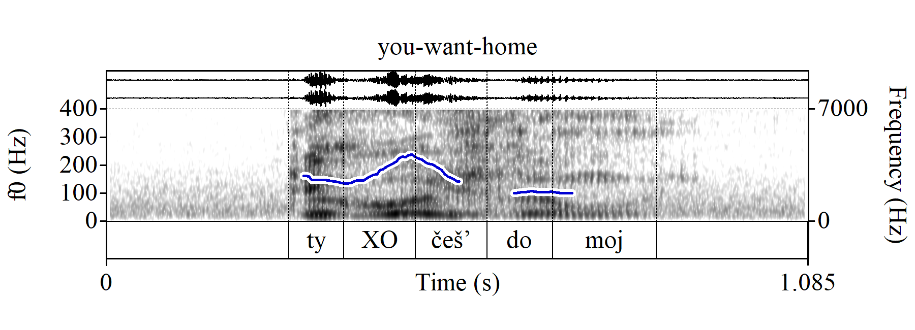 you-want-home
400
300
200
100
0
f0 (Hz)
7000
0
Frequency (Hz)
ty XO češ’ do moj
0 Time (s) 1.085